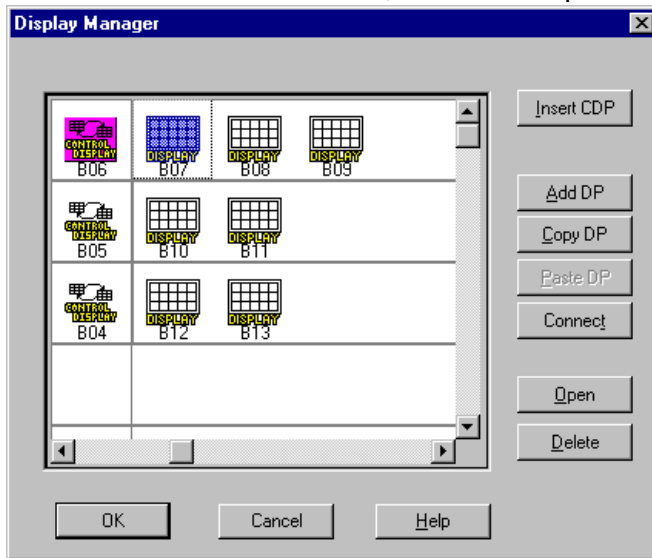 Display Manager
Insert CDP
CONTROL DISPLAY DISPLAY DISPLAY DISPLAY
B06 B07 B08 B09
Add DP
CONTROL DISPLAY DISPLAY DISPLAY
B05 B10 B11
Copy DP
Paste DP
CONTROL DISPLAY DISPLAY DISPLAY
B04 B12 B13
Connect
Open
Delete
OK Cancel Help